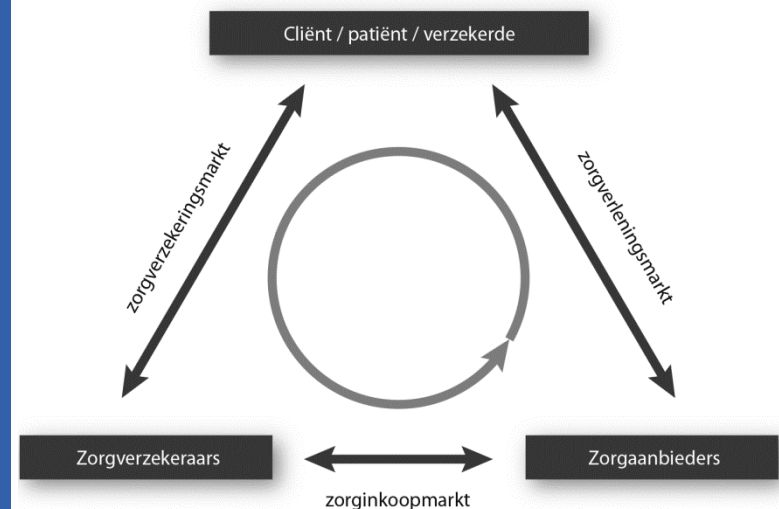 Cliënt / patiënt / verzekerde
zorgverzekeringsmarkt
zorgverleningsmarkt
Zorgverzekeraars
Zorgaanbieders
zorginkoopmarkt